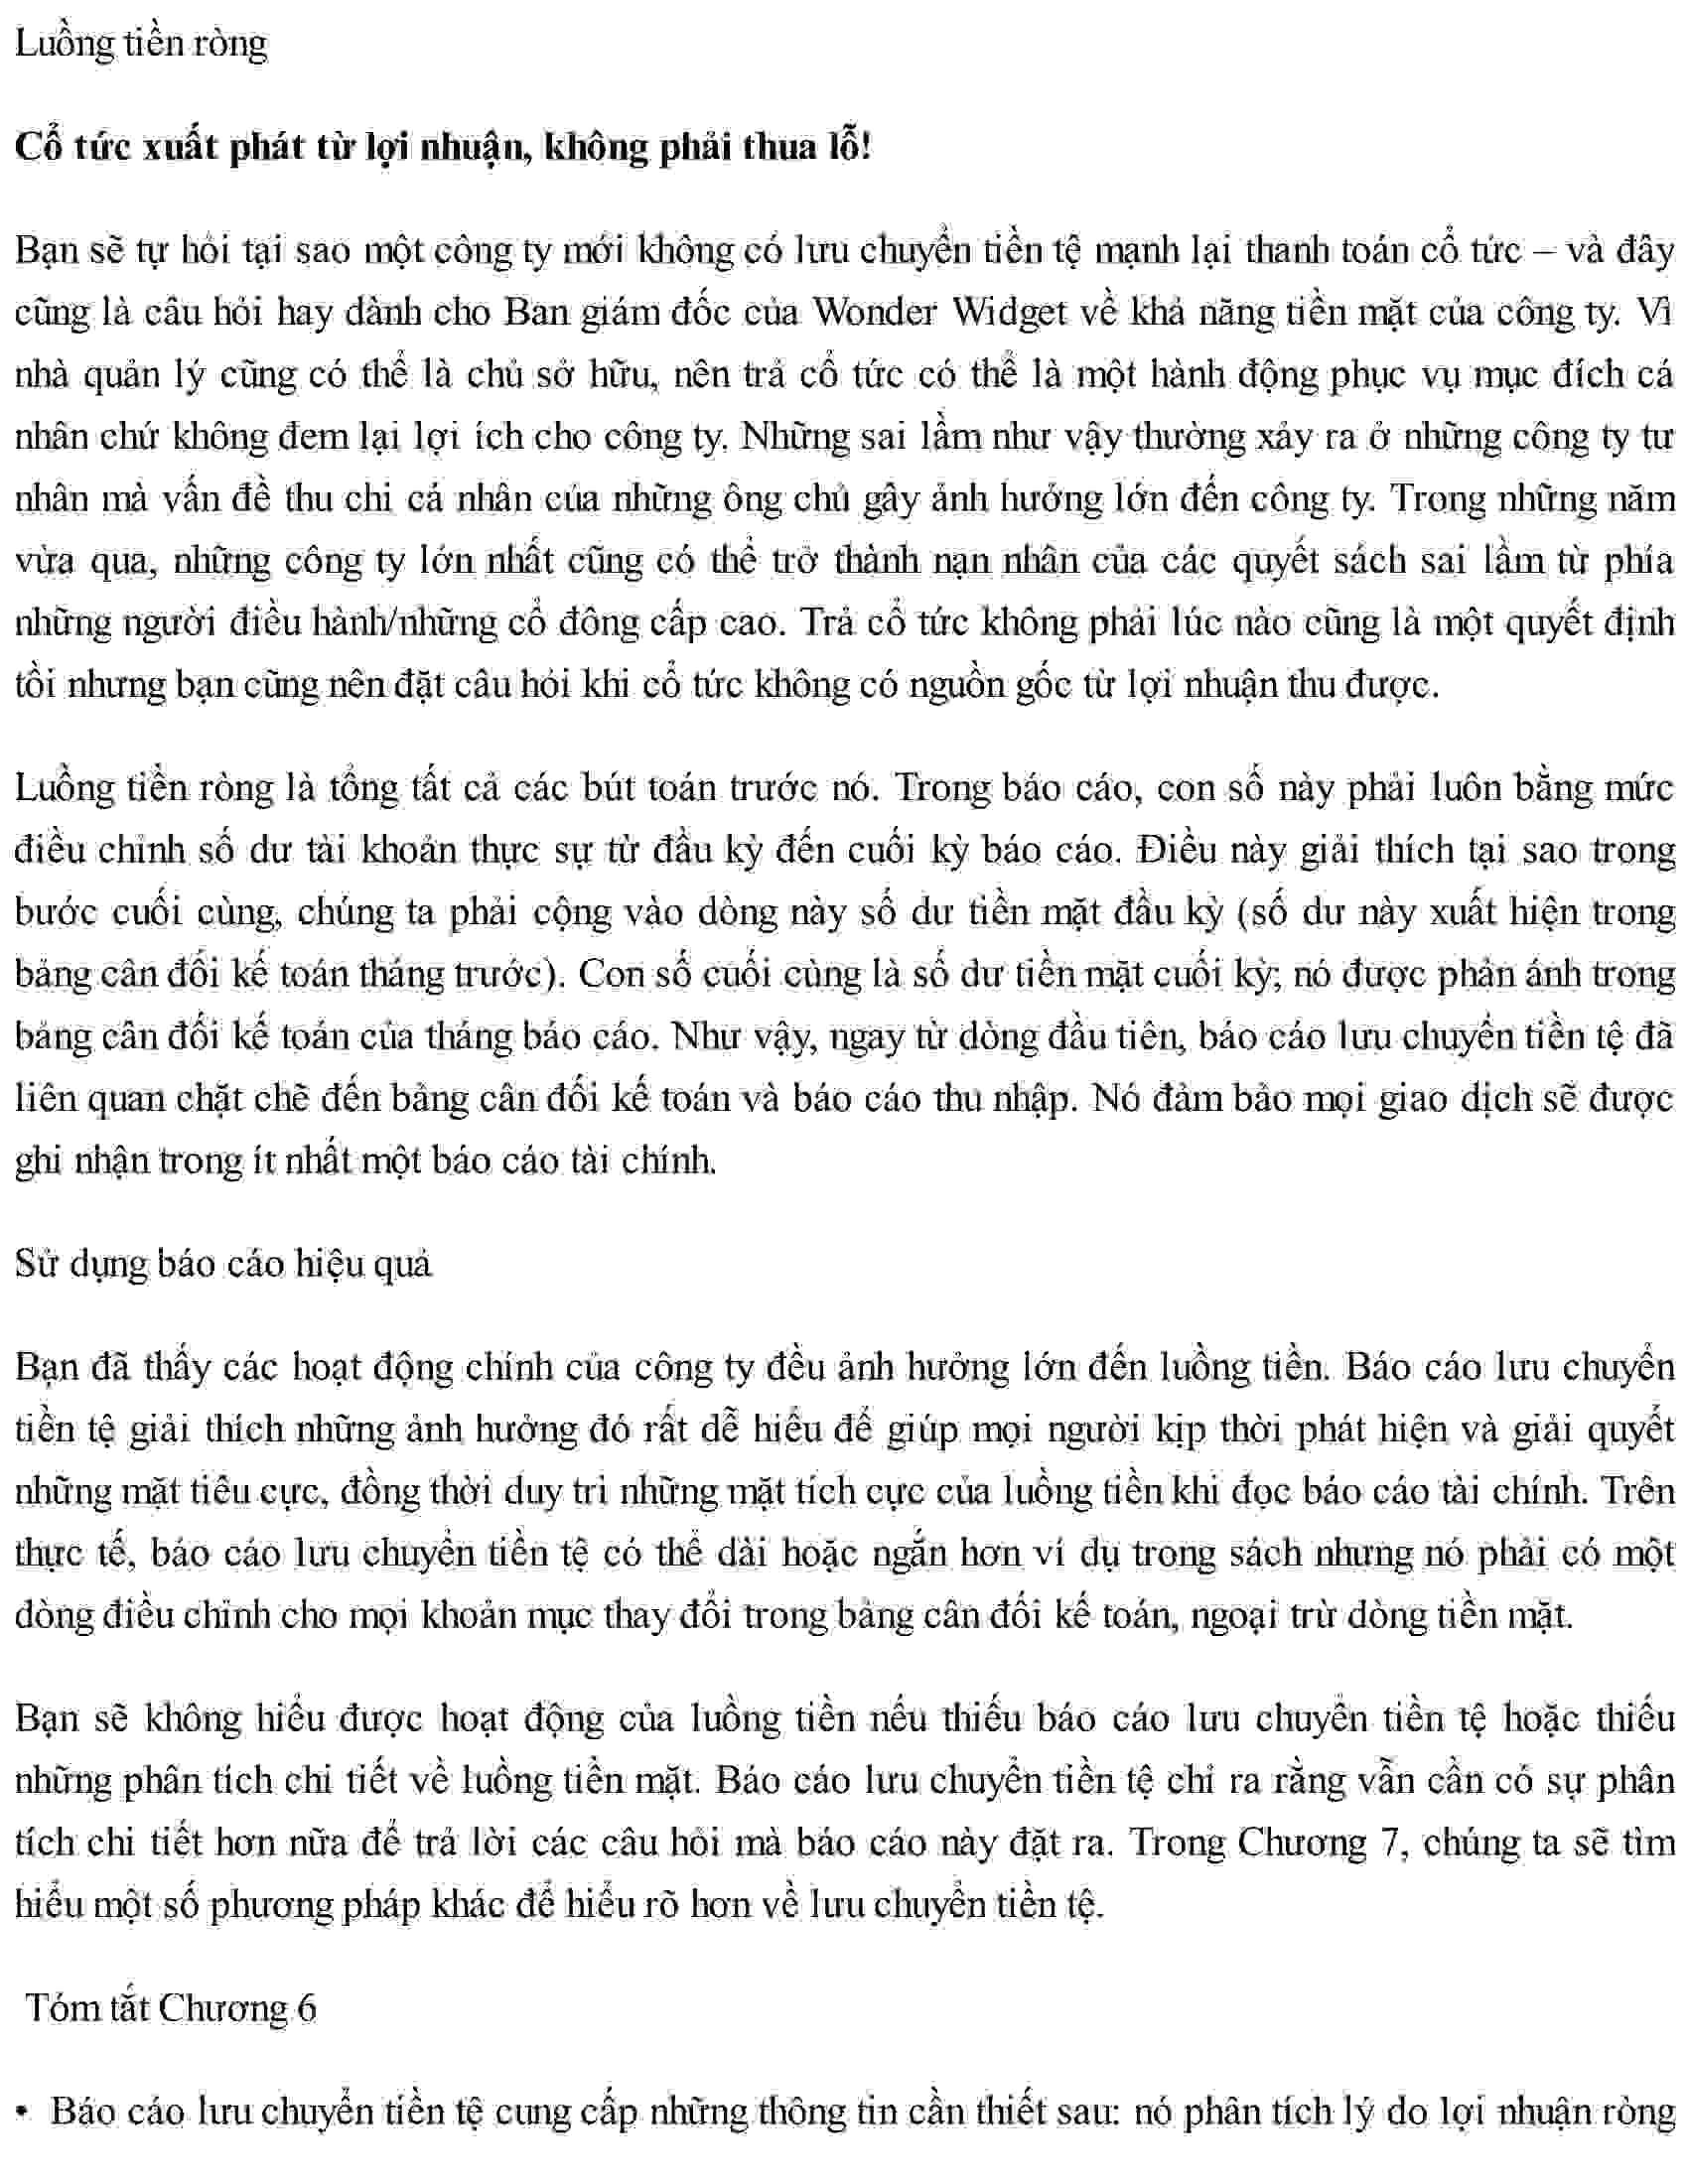 Luồng tiền ròng
Cổ tức xuất phát từ lợi nhuận, không phải thua lỗ!
Bạn sẽ tự hỏi tại sao một công ty mới không có lưu chuyển tiền tệ mạnh lại thanh toán cổ tức – và đây
cũng là câu hỏi hay dành cho Ban giám đốc của Wonder Widget về khả năng tiền mặt của công ty. Vì
nhà quản lý cũng có thể là chủ sở hữu, nên trả cổ tức có thể là một hành động phục vụ mục đích cá
nhân chứ không đem lại lợi ích cho công ty. Những sai lầm như vậy thường xảy ra ở những công ty tư
nhân mà vấn đề thu chi cá nhân của những ông chủ gây ảnh hưởng lớn đến công ty. Trong những năm
vừa qua, những công ty lớn nhất cũng có thể trở thành nạn nhân của các quyết sách sai lầm từ phía
những người điều hành/những cổ đông cấp cao. Trả cổ tức không phải lúc nào cũng là một quyết định
tồi nhưng bạn cũng nên đặt câu hỏi khi cổ tức không có nguồn gốc từ lợi nhuận thu được.
Luồng tiền ròng là tổng tất cả các bút toán trước nó. Trong báo cáo, con số này phải luôn bằng mức
điều chỉnh số dư tài khoản thực sự từ đầu kỳ đến cuối kỳ báo cáo. Điều này giải thích tại sao trong
bước cuối cùng, chúng ta phải cộng vào dòng này số dư tiền mặt đầu kỳ (số dư này xuất hiện trong
bảng cân đối kế toán tháng trước). Con số cuối cùng là số dư tiền mặt cuối kỳ; nó được phản ánh trong
bảng cân đối kế toán của tháng báo cáo. Như vậy, ngay từ dòng đầu tiên, báo cáo lưu chuyển tiền tệ đã
liên quan chặt chẽ đến bảng cân đối kế toán và báo cáo thu nhập. Nó đảm bảo mọi giao dịch sẽ được
ghi nhận trong ít nhất một báo cáo tài chính.
Sử dụng báo cáo hiệu quả
Bạn đã thấy các hoạt động chính của công ty đều ảnh hưởng lớn đến luồng tiền. Báo cáo lưu chuyển
tiền tệ giải thích những ảnh hưởng đó rất dễ hiểu để giúp mọi người kịp thời phát hiện và giải quyết
những mặt tiêu cực, đồng thời duy trì những mặt tích cực của luồng tiền khi đọc báo cáo tài chính. Trên
thực tế, báo cáo lưu chuyển tiền tệ có thể dài hoặc ngắn hơn ví dụ trong sách nhưng nó phải có một
dòng điều chỉnh cho mọi khoản mục thay đổi trong bảng cân đối kế toán, ngoại trừ dòng tiền mặt.
Bạn sẽ không hiểu được hoạt động của luồng tiền nếu thiếu báo cáo lưu chuyển tiền tệ hoặc thiếu
những phân tích chi tiết về luồng tiền mặt. Báo cáo lưu chuyển tiền tệ chỉ ra rằng vẫn cần có sự phân
tích chi tiết hơn nữa để trả lời các câu hỏi mà báo cáo này đặt ra. Trong Chương 7, chúng ta sẽ tìm
hiểu một số phương pháp khác để hiểu rõ hơn về lưu chuyển tiền tệ.
Tóm tắt Chương 6
• Báo cáo lưu chuyển tiền tệ cung cấp những thông tin cần thiết sau: nó phân tích lý do lợi nhuận ròng